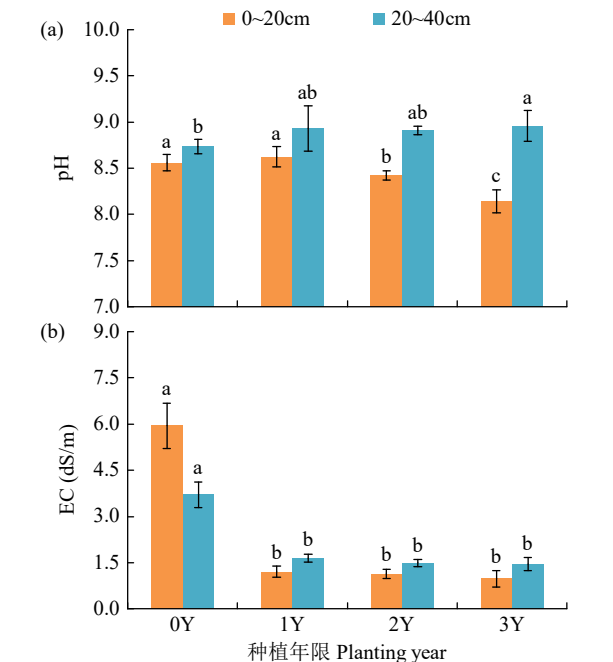 0~20cm 20~40cm
(a)
10.0
9.5
9.0
8.5
8.0
7.5
7.0
pH
a b a ab b ab c a
(b)
9.0
7.5
6.0
4.5
3.0
1.5
0.0
EC (dS/m)
a a b b b b b b
0Y 1Y 2Y 3Y
种植年限 Planting year